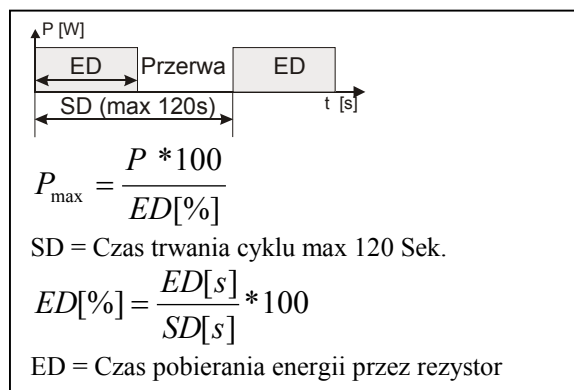 P [W]
ED Przerwa ED
SD (max 120s) t [s]
P_max = P *100 / ED[%]
SD = Czas trwania cyklu max 120 Sek.
ED[%] = ED[s] / SD[s] *100
ED = Czas pobierania energii przez rezystor